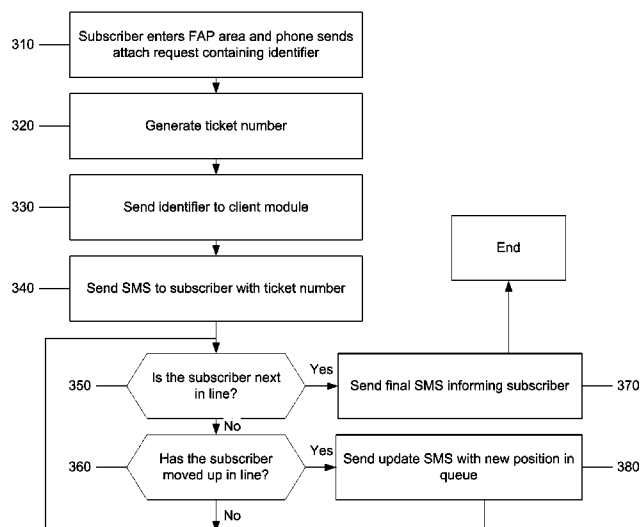 310
Subscriber enters FAP area and phone sends
attach request containing identifier
320
Generate ticket number
330
Send identifier to client module
End
340
Send SMS to subscriber with ticket number
350
Is the subscriber next
in line?
Yes
Send final SMS informing subscriber
370
No
360
Has the subscriber
moved up in line?
Yes
Send update SMS with new position in
queue
380
No